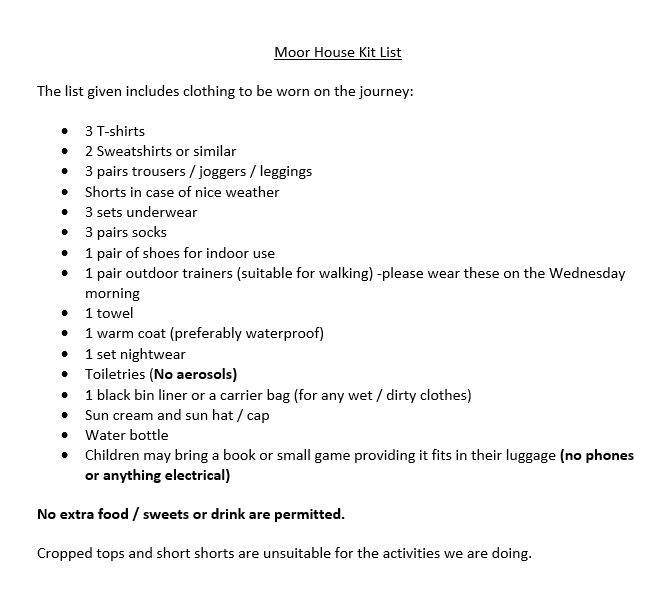 Moor House Kit List
The list given includes clothing to be worn on the journey:
• 3 T-shirts
• 2 Sweatshirts or similar
• 3 pairs trousers / joggers / leggings
• Shorts in case of nice weather
• 3 sets underwear
• 3 pairs socks
• 1 pair of shoes for indoor use
• 1 pair outdoor trainers (suitable for walking) -please wear these on the Wednesday
morning
• 1 towel
• 1 warm coat (preferably waterproof)
• 1 set nightwear
• Toiletries (No aerosols)
• 1 black bin liner or a carrier bag (for any wet / dirty clothes)
• Sun cream and sun hat / cap
• Water bottle
• Children may bring a book or small game providing it fits in their luggage (no phones
or anything electrical)
No extra food / sweets or drink are permitted.
Cropped tops and short shorts are unsuitable for the activities we are doing.